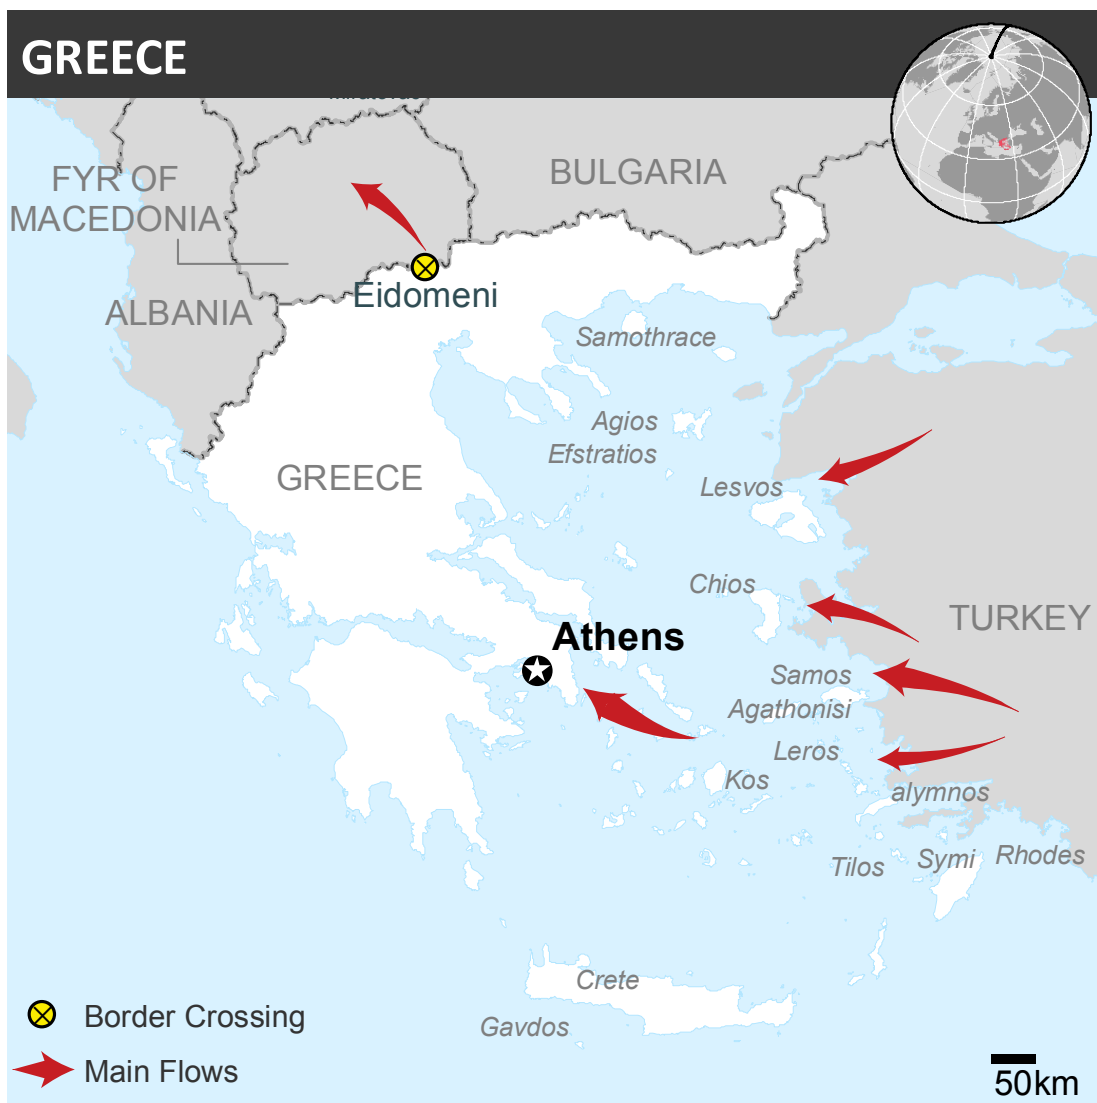 GREECE
FYR OF
MACEDONIA
BULGARIA
ALBANIA
Eidomeni
Samothrace
Agios
Efstratios
GREECE
Lesvos
Chios
TURKEY
Athens
Samos
Agathonisi
Leros
Kos
alymnos
Tilos
Symi
Rhodes
Crete
Gavdos
Border Crossing
Main Flows
50km